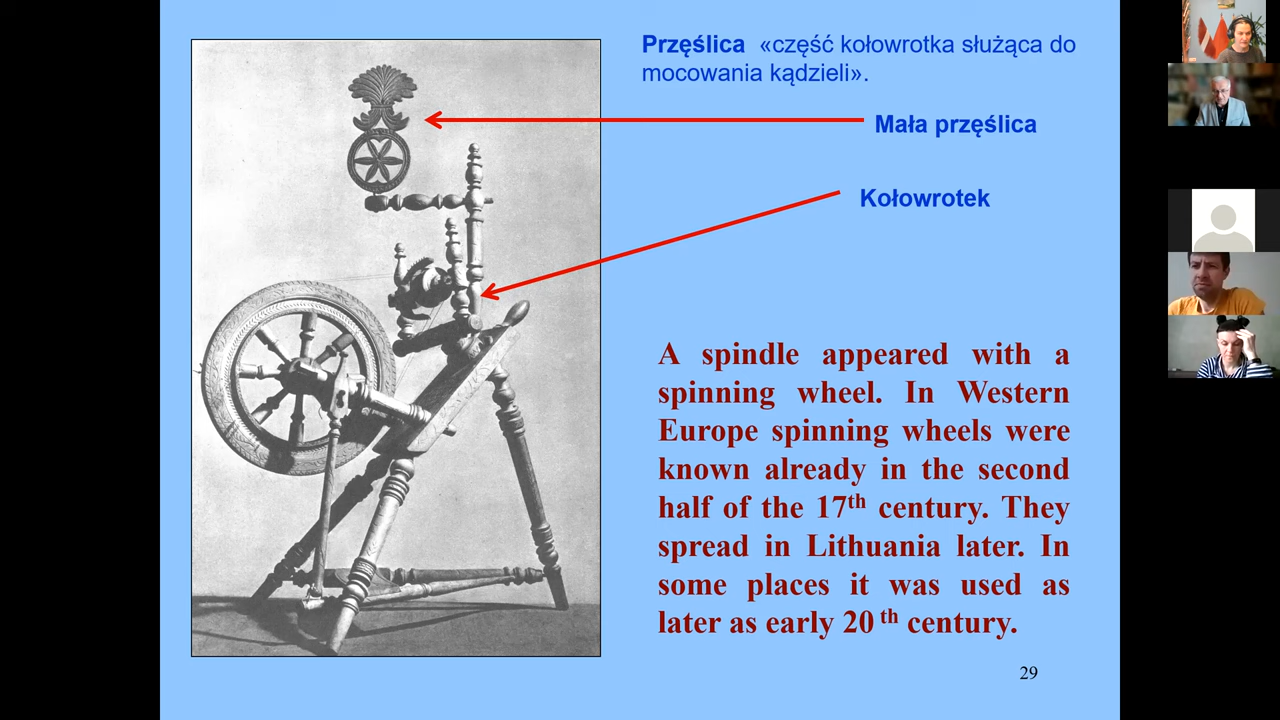 Przęślica «część kołowrotka służąca do
mocowania kądzieli».
Mała przęślica
Kołowrotek
A spindle appeared with a
spinning wheel. In Western
Europe spinning wheels were
known already in the second
half of the 17th century. They
spread in Lithuania later. In
some places it was used as
later as early 20 th century.
29